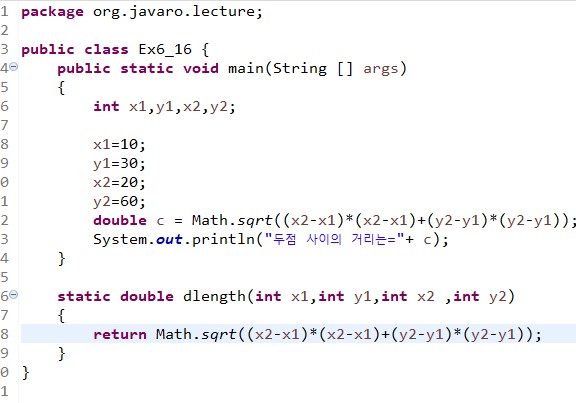 1 package org.javaro.lecture;
2
3 public class Ex6_16 {
4 public static void main(String [] args)
5 {
6 int x1,y1,x2,y2;
7
8 x1=10;
9 y1=30;
0 x2=20;
1 y2=60;
2 double c = Math.sqrt((x2-x1)*(x2-x1)+(y2-y1)*(y2-y1));
3 System.out.println("두점 사이의 거리는="+ c);
4 }
5
6 static double dlength(int x1,int y1,int x2 ,int y2)
7 {
8 return Math.sqrt((x2-x1)*(x2-x1)+(y2-y1)*(y2-y1));
9 }
0 }
1